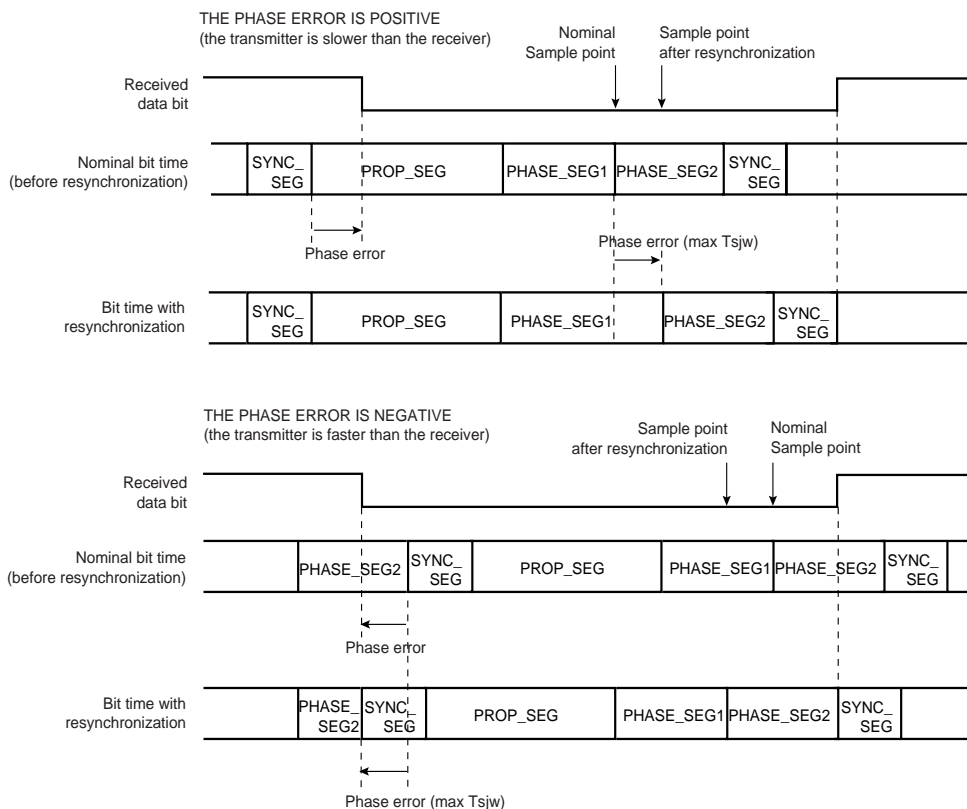 THE PHASE ERROR IS POSITIVE
(the transmitter is slower than the receiver)
Nominal
Sample point
Sample point
after resynchronization
Received
data bit
Nominal bit time
(before resynchronization)
SYNC_
SEG
PROP_SEG
PHASE_SEG1
PHASE_SEG2
SYNC_
SEG
Phase error
Phase error (max Tsjw)
Bit time with
resynchronization
SYNC_
SEG
PROP_SEG
PHASE_SEG1
PHASE_SEG2
SYNC_
SEG
THE PHASE ERROR IS NEGATIVE
(the transmitter is faster than the receiver)
Sample point
after resynchronization
Nominal
Sample point
Received
data bit
Nominal bit time
(before resynchronization)
PHASE_SEG2
SYNC_
SEG
PROP_SEG
PHASE_SEG1
PHASE_SEG2
SYNC_
SEG
Phase error
Bit time with
resynchronization
PHASE_
SEG2
SYNC_
SEG
PROP_SEG
PHASE_SEG1
PHASE_SEG2
SYNC_
SEG
Phase error (max Tsjw)